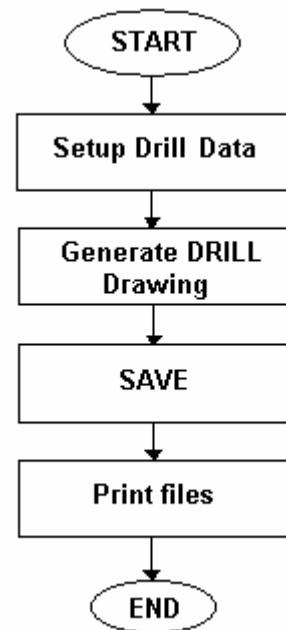 START
Setup Drill Data
Generate DRILL
Drawing
SAVE
Print files
END